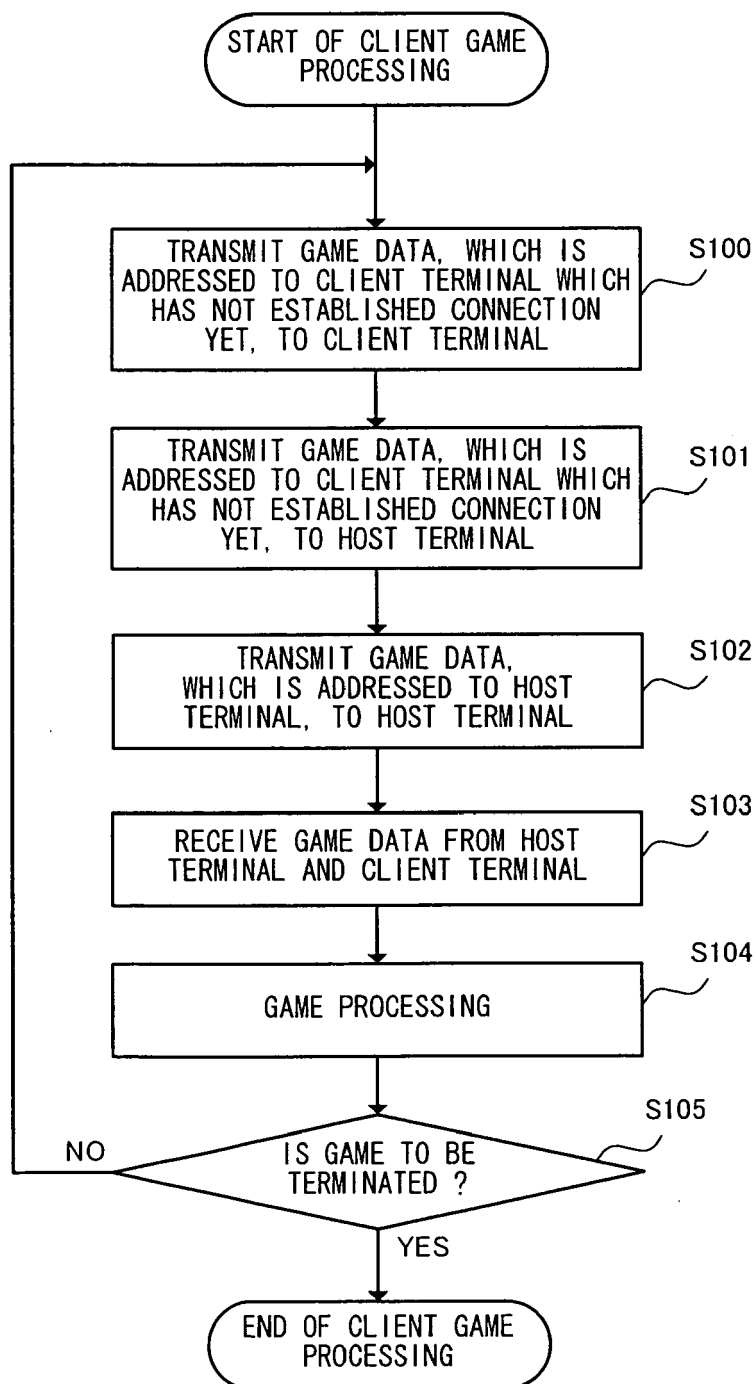 START OF CLIENT GAME
PROCESSING
TRANSMIT GAME DATA, WHICH IS
ADDRESSED TO CLIENT TERMINAL WHICH
HAS NOT ESTABLISHED CONNECTION
YET, TO CLIENT TERMINAL
S100
TRANSMIT GAME DATA, WHICH IS
ADDRESSED TO CLIENT TERMINAL WHICH
HAS NOT ESTABLISHED CONNECTION
YET, TO HOST TERMINAL
S101
TRANSMIT GAME DATA,
WHICH IS ADDRESSED TO HOST
TERMINAL, TO HOST TERMINAL
S102
RECEIVE GAME DATA FROM HOST
TERMINAL AND CLIENT TERMINAL
S103
GAME PROCESSING
S104
IS GAME TO BE
TERMINATED ?
S105
NO
YES
END OF CLIENT GAME
PROCESSING